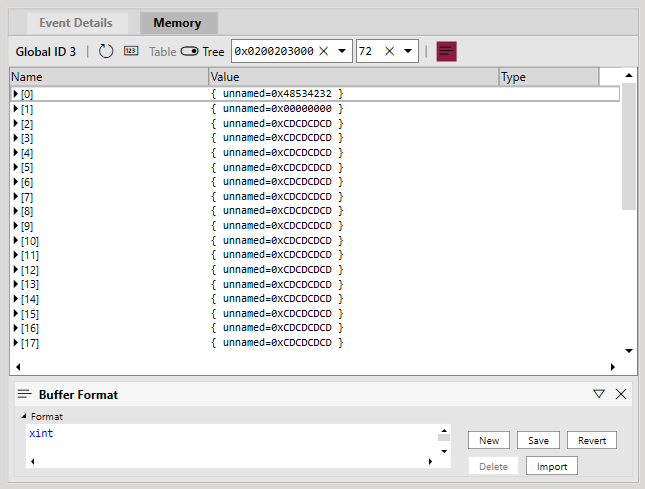 Event Details Memory
Global ID 3 123 Table Tree 0x0200203000 72
Name Value Type
[0] { unnamed=0x48534232 }
[1] { unnamed=0x00000000 }
[2] { unnamed=0xCDCDCDCD }
[3] { unnamed=0xCDCDCDCD }
[4] { unnamed=0xCDCDCDCD }
[5] { unnamed=0xCDCDCDCD }
[6] { unnamed=0xCDCDCDCD }
[7] { unnamed=0xCDCDCDCD }
[8] { unnamed=0xCDCDCDCD }
[9] { unnamed=0xCDCDCDCD }
[10] { unnamed=0xCDCDCDCD }
[11] { unnamed=0xCDCDCDCD }
[12] { unnamed=0xCDCDCDCD }
[13] { unnamed=0xCDCDCDCD }
[14] { unnamed=0xCDCDCDCD }
[15] { unnamed=0xCDCDCDCD }
[16] { unnamed=0xCDCDCDCD }
[17] { unnamed=0xCDCDCDCD }
Buffer Format
Format
xint
New Save Revert
Delete Import